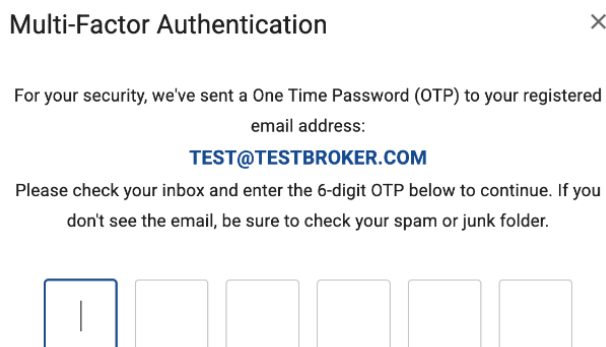 Multi-Factor Authentication
For your security, we've sent a One Time Password (OTP) to your registered
email address:
TEST@TESTBROKER.COM
Please check your inbox and enter the 6-digit OTP below to continue. If you
don't see the email, be sure to check your spam or junk folder.